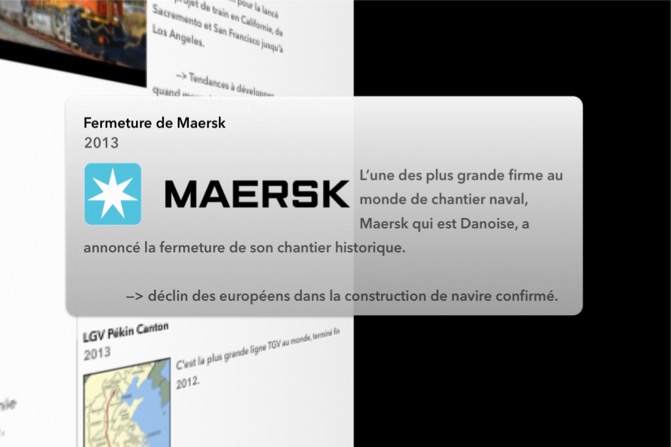 projet de train en Californie, de
Sacremento et San Francisco jusqu'à
Los Angeles.
--> Tendances à développer
quand
Fermeture de Maersk
2013
MAERSK
L'une des plus grande firme au
monde de chantier naval,
Maersk qui est Danoise, a
annoncé la fermeture de son chantier historique.
--> déclin des européens dans la construction de navire confirmé.
LGV Pékin Canton
2013
C'est la plus grande ligne TGV au monde, terminé fin
2012.